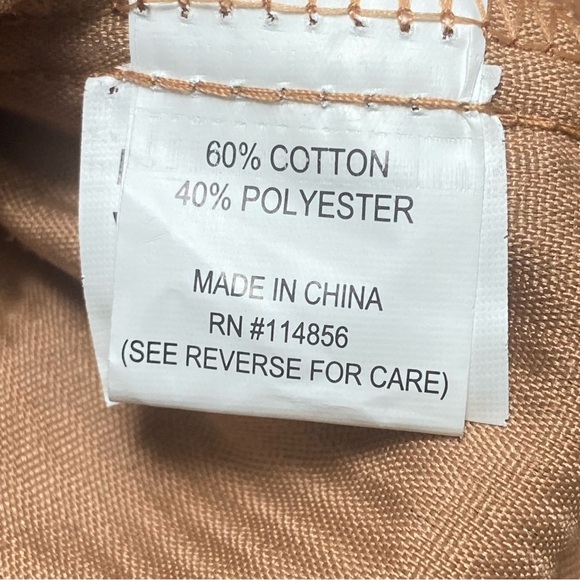 60% COTTON
40% POLYESTER
MADE IN CHINA
RN #114856
(SEE REVERSE FOR CARE)